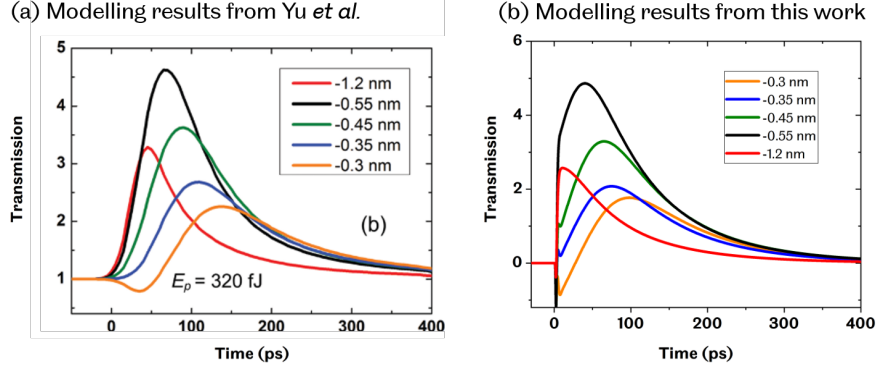 (a) Modelling results from Yu et al.
5
4
3
2
1
Transmission
-1.2 nm
-0.55 nm
-0.45 nm
-0.35 nm
-0.3 nm
(b)
Ep = 320 fJ
0 100 200 300 400
Time (ps)
(b) Modelling results from this work
6
4
2
0
Transmission
-0.3 nm
-0.35 nm
-0.45 nm
-0.55 nm
-1.2 nm
0 100 200 300 400
Time (ps)